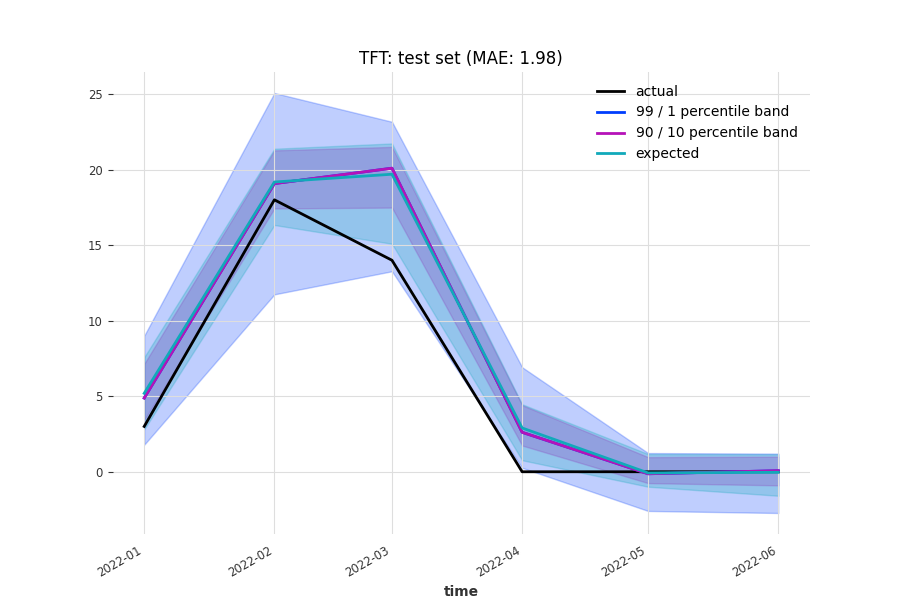 TFT: test set (MAE: 1.98)
actual
99 / 1 percentile band
90 / 10 percentile band
expected
25
20
15
10
5
0
2022-01
2022-02
2022-03
2022-04
2022-05
2022-06
time